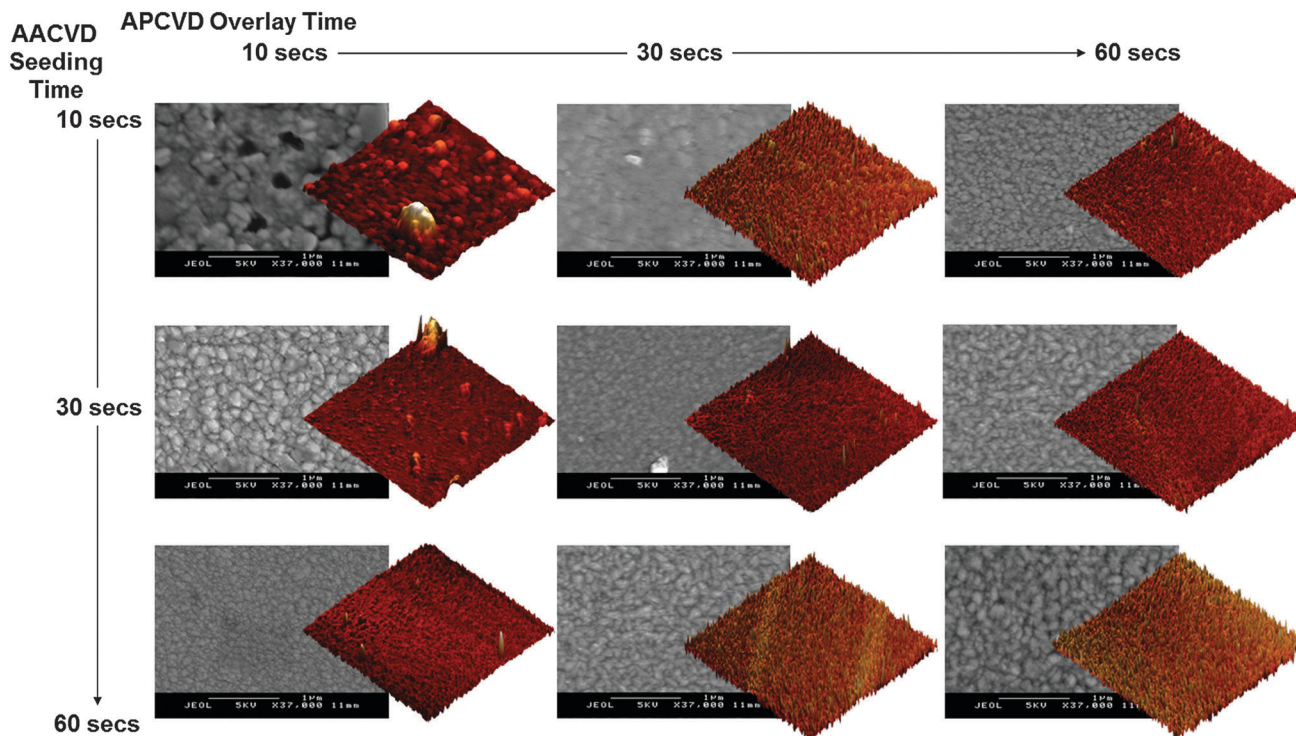 APCVD Overlay Time
AACVD
Seeding
Time
10 secs
30 secs
60 secs
10 secs
1µm
JEOL 5KV X37,000 11mm
1µm
JEOL 5KV X37,000 11mm
1µm
JEOL 5KV X37,000 11mm
30 secs
1µm
JEOL 5KV X37,000 11mm
1µm
JEOL 5KV X37,000 11mm
1µm
JEOL 5KV X37,000 11mm
60 secs
1µm
JEOL 5KV X37,000 11mm
1µm
JEOL 5KV X37,000 11mm
1µm
JEOL 5KV X37,000 11mm